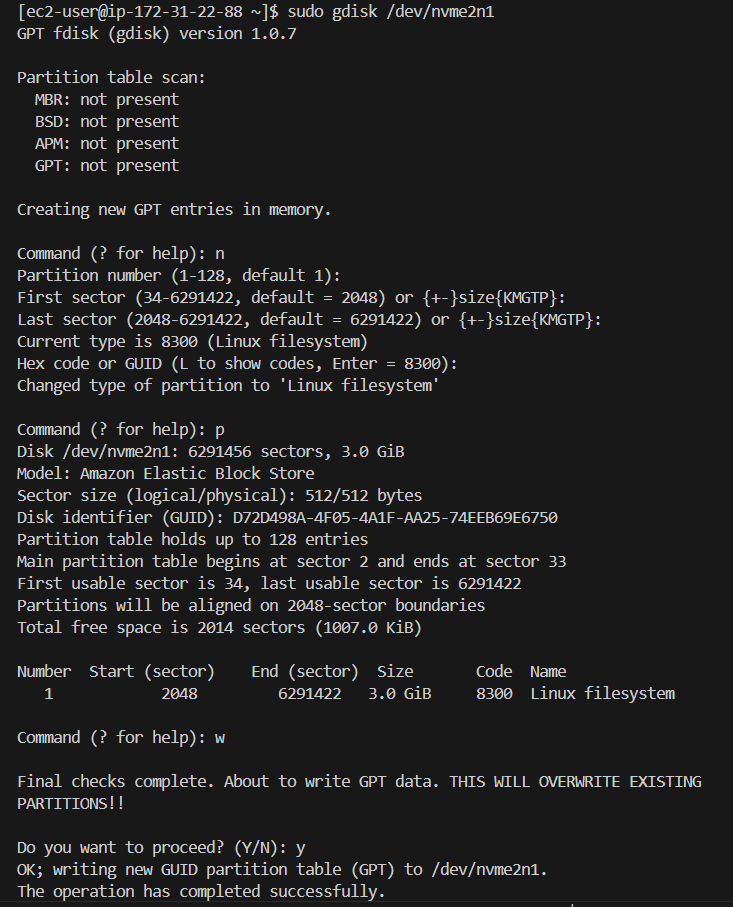 [ec2-user@ip-172-31-22-88 ~]$ sudo gdisk /dev/nvme2n1
GPT fdisk (gdisk) version 1.0.7
Partition table scan:
  MBR: not present
  BSD: not present
  APM: not present
  GPT: not present
Creating new GPT entries in memory.
Command (? for help): n
Partition number (1-128, default 1):
First sector (34-6291422, default = 2048) or {+-}size{KMGTP}:
Last sector (2048-6291422, default = 6291422) or {+-}size{KMGTP}:
Current type is 8300 (Linux filesystem)
Hex code or GUID (L to show codes, Enter = 8300):
Changed type of partition to 'Linux filesystem'
Command (? for help): p
Disk /dev/nvme2n1: 6291456 sectors, 3.0 GiB
Model: Amazon Elastic Block Store
Sector size (logical/physical): 512/512 bytes
Disk identifier (GUID): D72D498A-4F05-4A1F-AA25-74EEB69E6750
Partition table holds up to 128 entries
Main partition table begins at sector 2 and ends at sector 33
First usable sector is 34, last usable sector is 6291422
Partitions will be aligned on 2048-sector boundaries
Total free space is 2014 sectors (1007.0 KiB)
Number  Start (sector)    End (sector)  Size       Code  Name
   1            2048         6291422   3.0 GiB     8300  Linux filesystem
Command (? for help): w
Final checks complete. About to write GPT data. THIS WILL OVERWRITE EXISTING
PARTITIONS!!
Do you want to proceed? (Y/N): y
OK; writing new GUID partition table (GPT) to /dev/nvme2n1.
The operation has completed successfully.